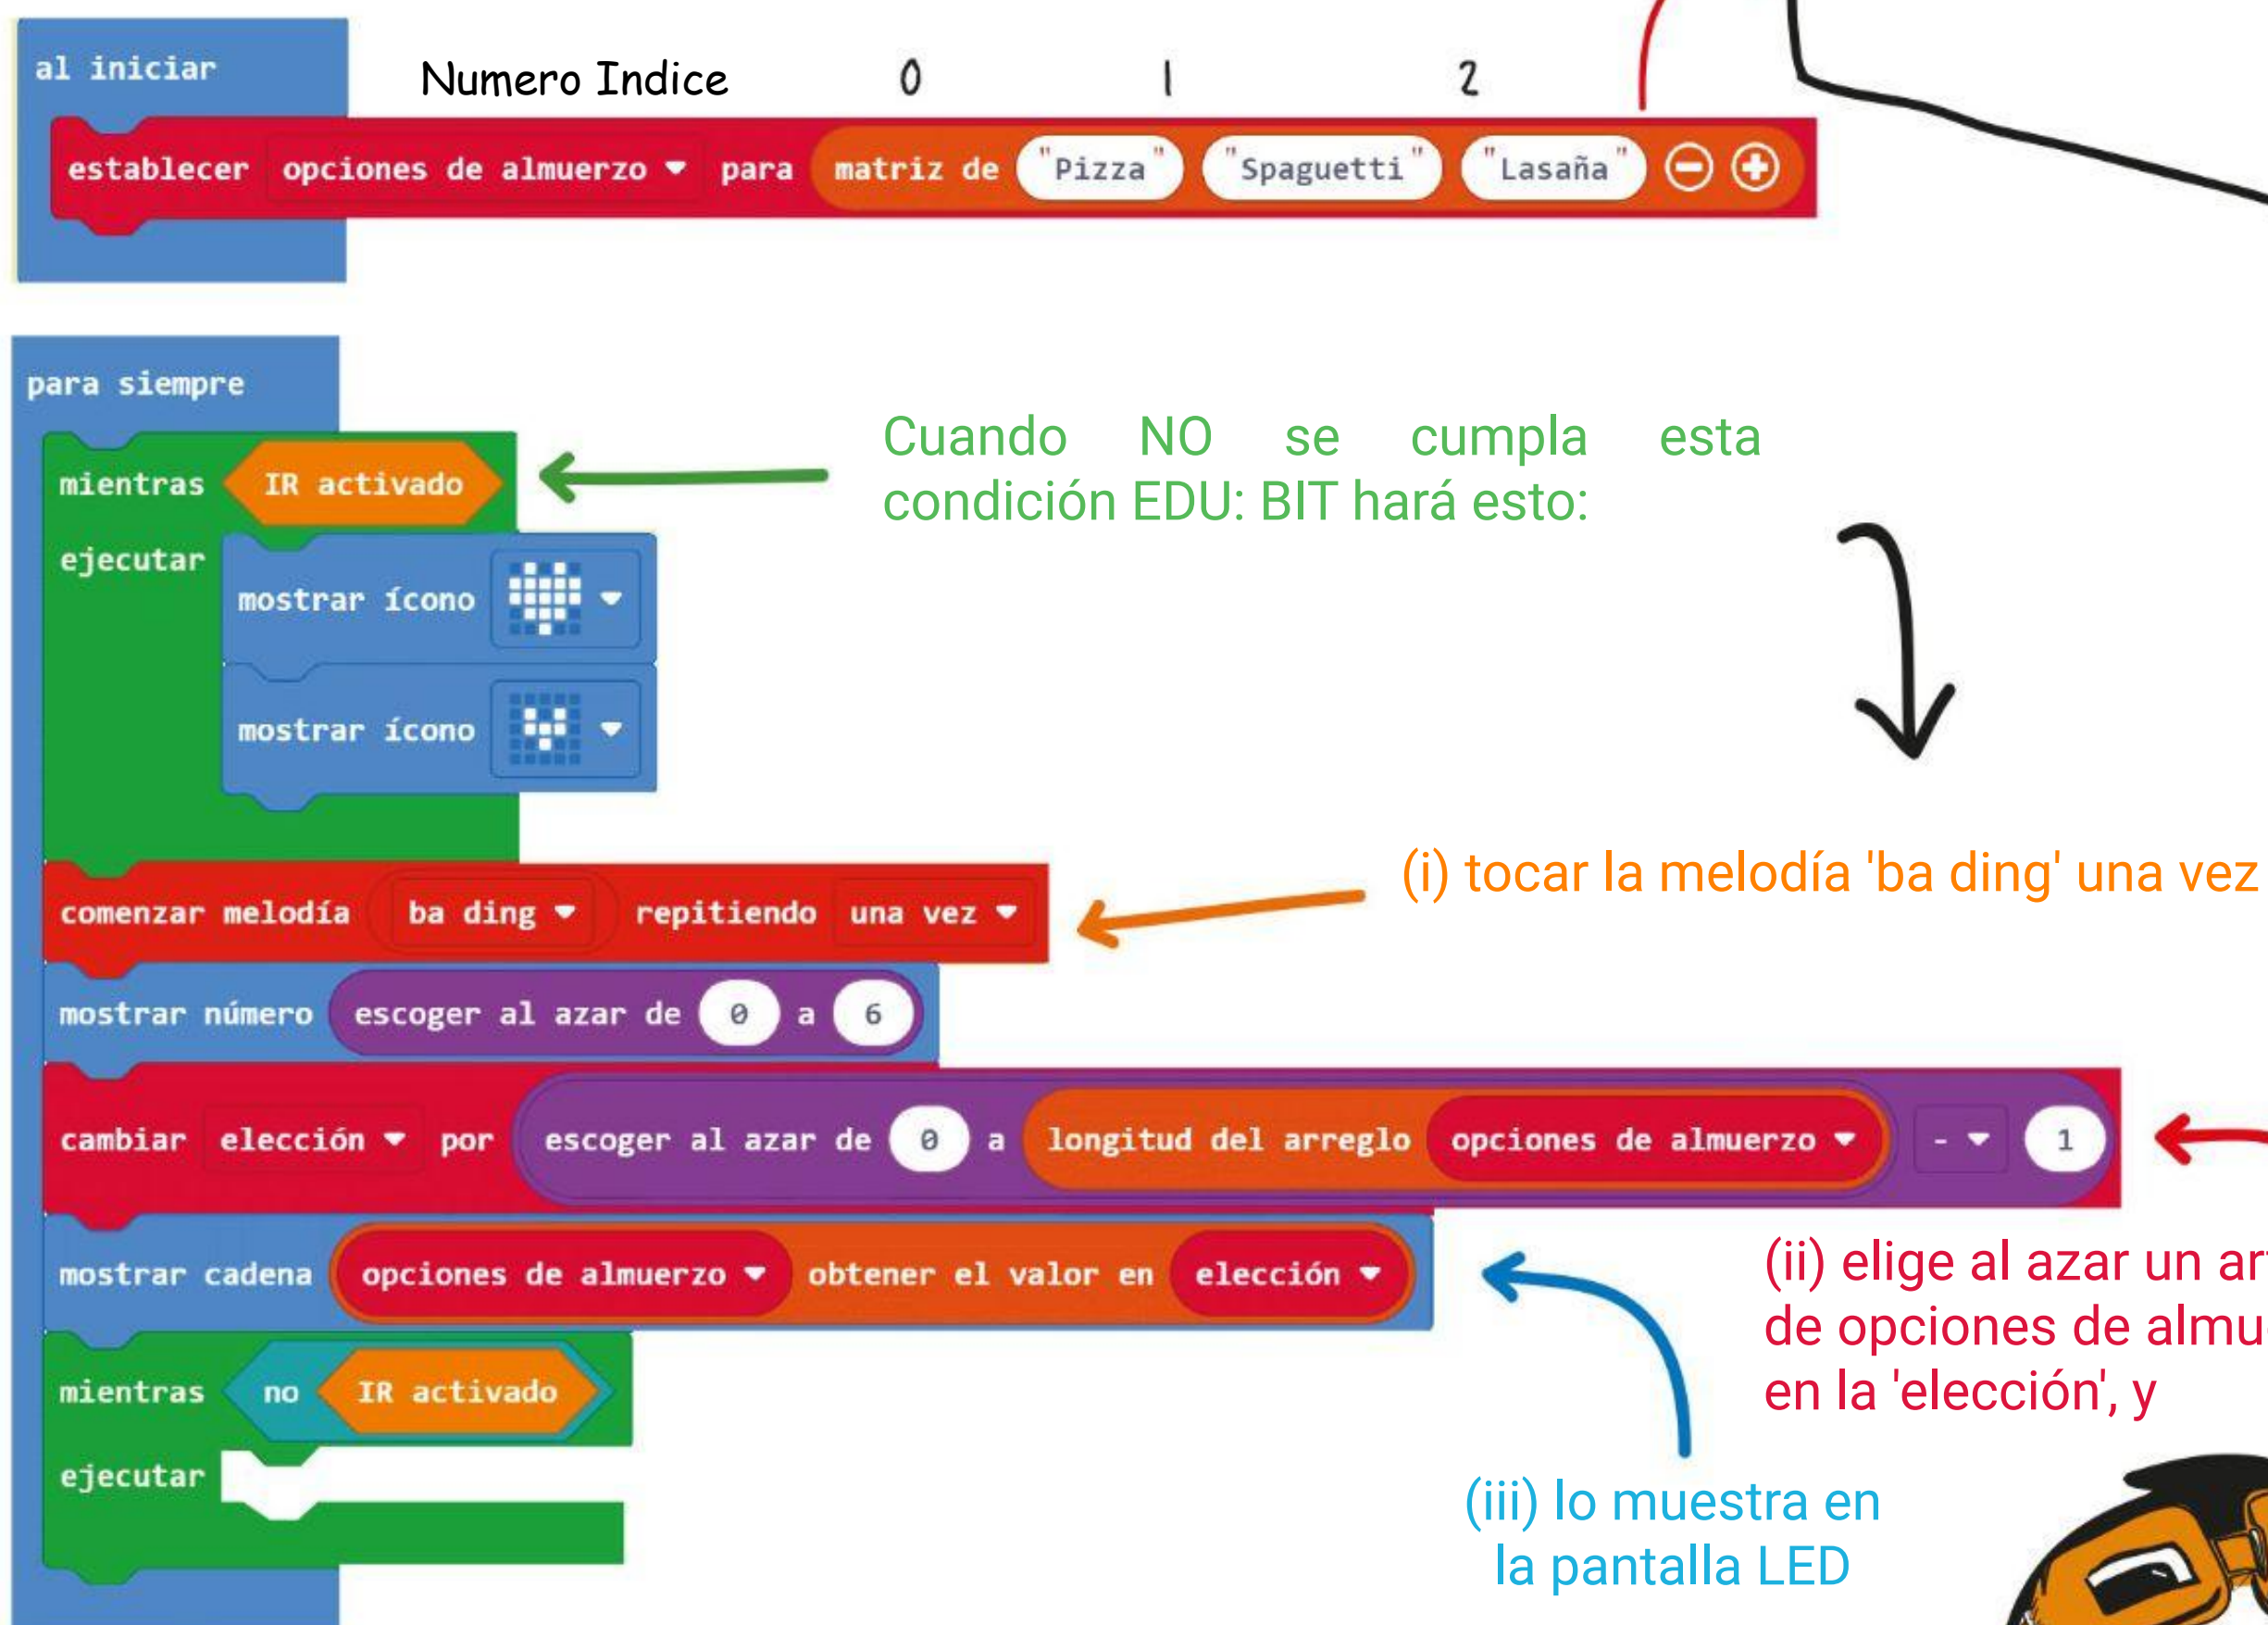 al iniciar
Numero Indice 0 1 2
establecer opciones de almuerzo para matriz de "Pizza" "Spaguetti" "Lasaña"
para siempre
mientras IR activado
Cuando NO se cumpla esta
condición EDU: BIT hará esto:
ejecutar
mostrar ícono
mostrar ícono
(i) tocar la melodía 'ba ding' una vez
comenzar melodía ba ding repitiendo una vez
mostrar número escoger al azar de 0 a 6
cambiar elección por escoger al azar de 0 a longitud del arreglo opciones de almuerzo - 1
mostrar cadena opciones de almuerzo obtener el valor en elección
(ii) elige al azar un
de opciones de
en la 'elección', y
mientras no IR activado
ejecutar
(iii) lo muestra en
la pantalla LED